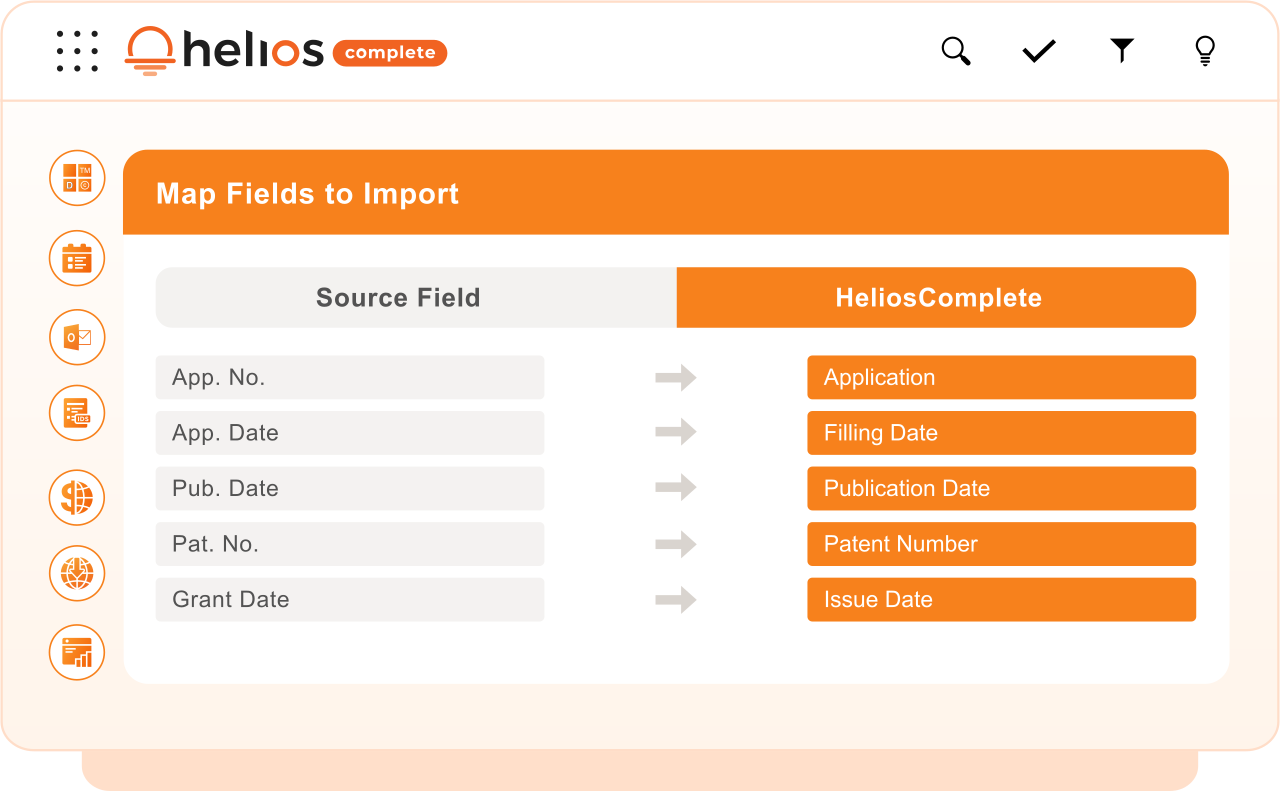 helios complete
Map Fields to Import
TM
D ©
Source Field HeliosComplete
App. No. Application
App. Date Filling Date
O
Pub. Date Publication Date
IDS
Pat. No. Patent Number
$
Grant Date Issue Date